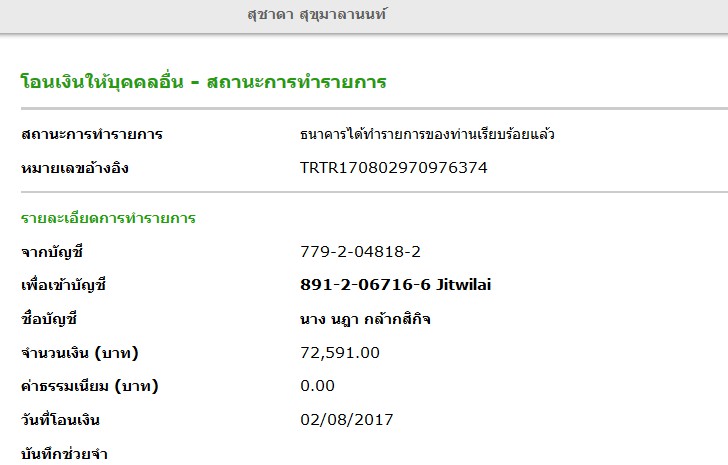 สุชาดา สุขุมาลานนท์
โอนเงินให้บุคคลอื่น - สถานะการทำรายการ
สถานะการทำรายการ ธนาคารได้ทำรายการของท่านเรียบร้อยแล้ว
หมายเลขอ้างอิง TRTR170802970976374
รายละเอียดการทำรายการ
จากบัญชี 779-2-04818-2
เพื่อเข้าบัญชี 891-2-06716-6 Jitwilai
ชื่อบัญชี นาง นฎา กล้ากสิกิจ
จำนวนเงิน (บาท) 72,591.00
ค่าธรรมเนียม (บาท) 0.00
วันที่โอนเงิน 02/08/2017
บันทึกช่วยจำ